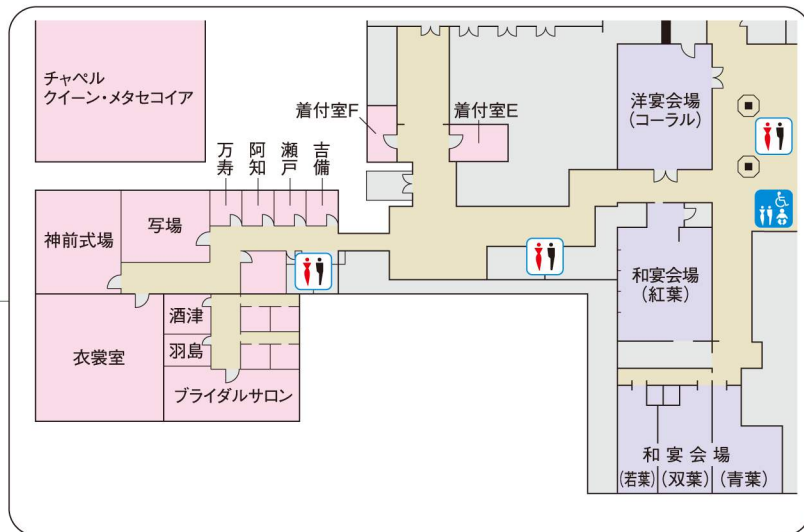 チャペル
クイーン・メタセコイア
着付室F
着付室E
洋宴会場
(コーラル)
万寿
阿知
瀬戸
吉備
神前式場
写場
和宴会場
(紅葉)
酒津
羽島
衣裳室
ブライダルサロン
和宴会場
(若葉)
(双葉)
(青葉)